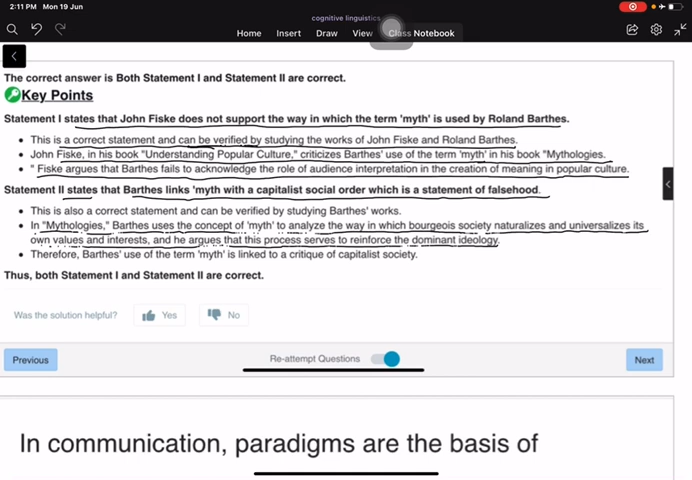 2:11 PM Mon 19 Jun
cognitive linguistics
Home Insert Draw View Class Notebook
The correct answer is Both Statement I and Statement II are correct.
Key Points
Statement I states that John Fiske does not support the way in which the term 'myth' is used by Roland Barthes.
• This is a correct statement and can be verified by studying the works of John Fiske and Roland Barthes.
• John Fiske, in his book "Understanding Popular Culture," criticizes Barthes' use of the term 'myth' in his book "Mythologies.
• " Fiske argues that Barthes fails to acknowledge the role of audience interpretation in the creation of meaning in popular culture.
Statement II states that Barthes links 'myth with a capitalist social order which is a statement of falsehood.
• This is also a correct statement and can be verified by studying Barthes' works.
• In "Mythologies," Barthes uses the concept of 'myth' to analyze the way in which bourgeois society naturalizes and universalizes its
own values and interests, and he argues that this process serves to reinforce the dominant ideology.
• Therefore, Barthes' use of the term 'myth' is linked to a critique of capitalist society.
Thus, both Statement I and Statement II are correct.
Was the solution helpful? Yes No
Previous Re-attempt Questions Next
In communication, paradigms are the basis of